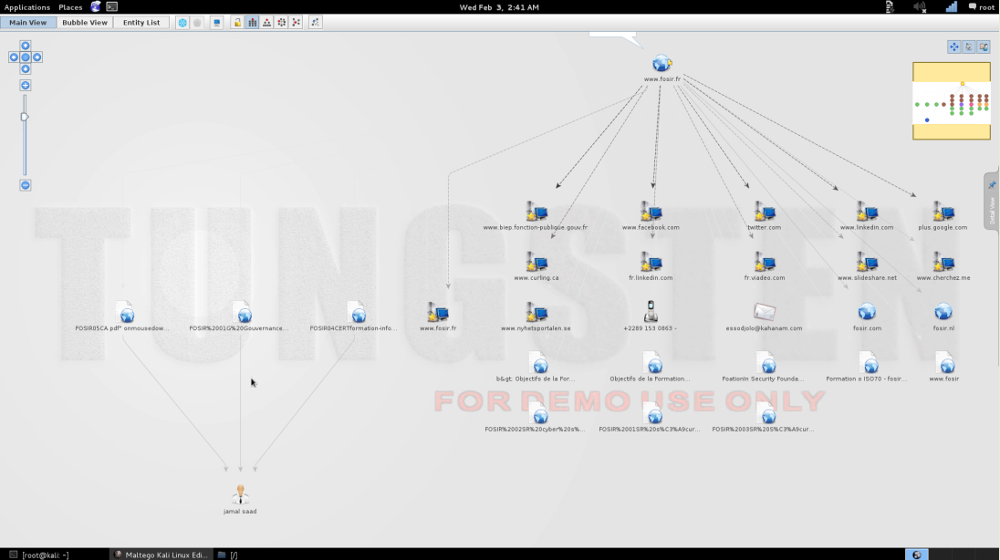 Applications Places Wed Feb 3, 2:41 AM root
Main View Bubble View Entity List
www.fosir.fr
Detail View
TUNGSTEN
www.biep.fonction-publique.gouv.fr www.facebook.com twitter.com www.linkedin.com plus.google.com
www.curling.ca fr.linkedin.com fr.viadeo.com www.slideshare.net www.cherchez.me
FOSIR05CA.pdf" onmousedow... FOSIR%2001G%20Gouvernance... FOSIR04CERTformation-info... www.fosir.fr www.nyhetsportalen.se +2289 153 0863 - essodjolo@kahanam.com fosir.com fosir.nl
b&gt; Objectifs de la For... Objectifs de la Formation... Poationin Security Founda... Formation o ISO70 - fosir... www.fosir
FOR DEMO USE ONLY
FOSIR%2002SR%20cyber%20s%... FOSIR%2001SR%20s%C3%A9cur... FOSIR%2003SR%20S%C3%A9cur...
jamal saad
[root@kali: ~] Maltego Kali Linux Edi... [/]